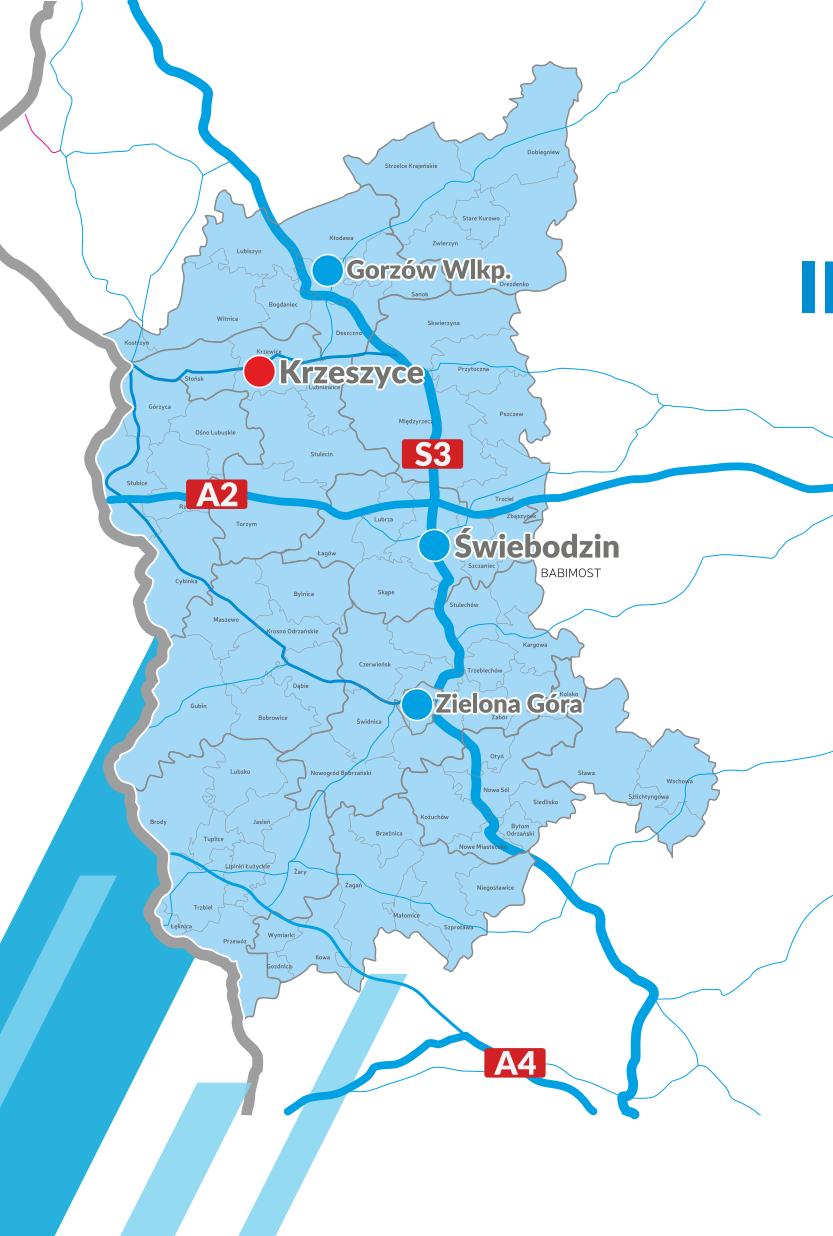 Dobiegniew
Strzelce Krajeńskie
Stare Kurowo
Kłodawa
Zwierzyn
Lubiszyn
Gorzów Wlkp.
Drezdenko
Sanok
Bogdaniec
Witnica
Skwierzyna
Deszczno
Kostrzyn
Krzewice
Krzeszyce
Przytoczna
Słońsk
Lubniewice
Górzyca
Pszczew
Międzyrzecz
Ośno Lubuskie
Sulęcin
S3
Słubice
A2
Trzciel
Zbąszynek
Lubrza
Torzym
Świebodzin
Łagów
Szczaniec
BABIMOST
Cybinka
Bylnica
Skąpe
Sulechów
Maszewo
Krosno Odrzańskie
Kargowa
Czerwieńsk
Trzebiechów
Dąbie
Kolsko
Gubin
Zielona Góra
Bobrowice
Świdnica
Zabór
Otyń
Lubsko
Nowogród Bobrzański
Sława
Wschowa
Nowa Sól
Szlichtyngowa
Siedlisko
Brody
Jasień
Kożuchów
Bytom
Odrzański
Tuplice
Brzeźnica
Nowe Miasteczko
Lipinki Łużyckie
Żary
Żagań
Niegosławice
Trzbiel
Małomice
Łęknica
Szprotawa
Przewóz
Wymiarki
Iłowa
Gozdnica
A4